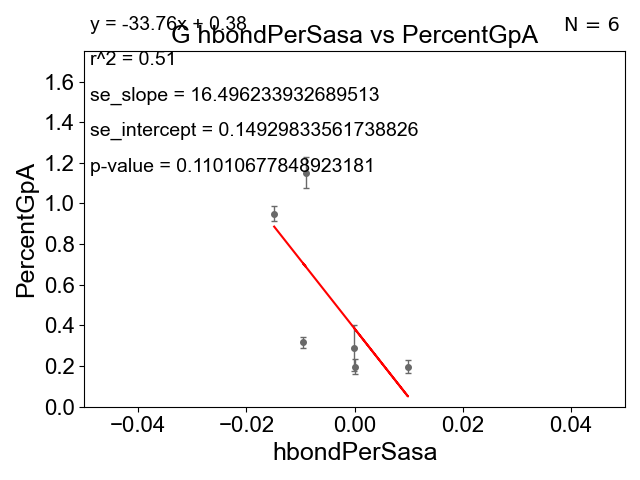 y = -33.76x + 0.38
N = 6
G hbondPerSasa vs PercentGpA
r^2 = 0.51
se_slope = 16.496233932689513
se_intercept = 0.14929833561738826
p-value = 0.11010677848923181
PercentGpA
1.6
1.4
1.2
1.0
0.8
0.6
0.4
0.2
0.0
−0.04 −0.02 0.00 0.02 0.04
hbondPerSasa